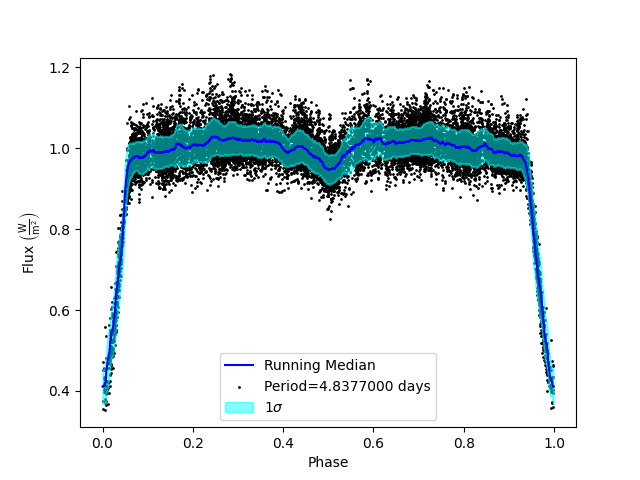 1.2
1.0
0.8
0.6
0.4
Flux (W/m²)
Running Median
Period=4.8377000 days
1σ
0.0 0.2 0.4 0.6 0.8 1.0
Phase